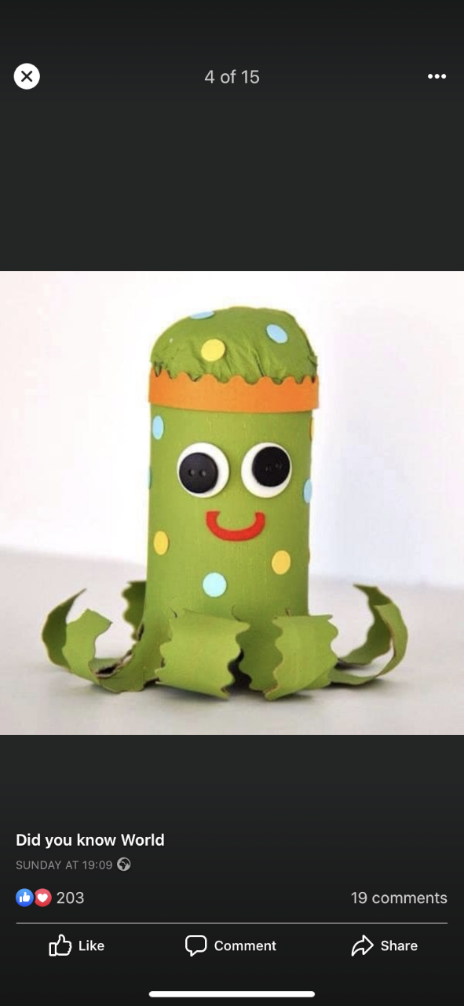 4 of 15
Did you know World
SUNDAY AT 19:09
203
19 comments
Like
Comment
Share